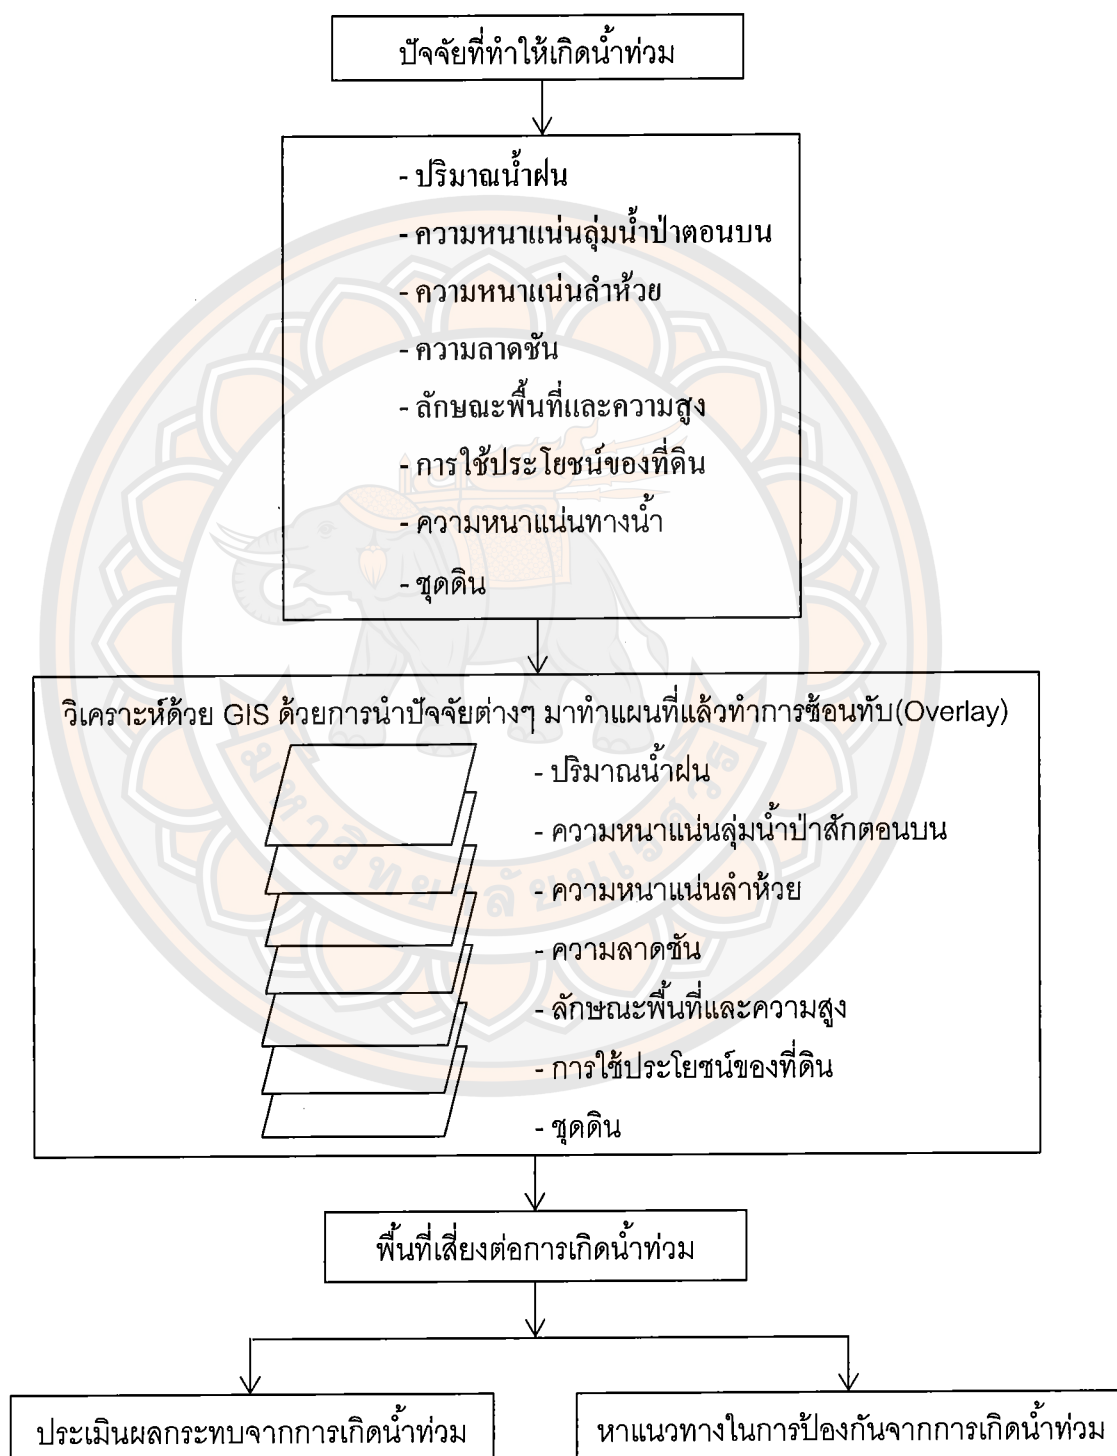 ปัจจัยที่ทำให้เกิดน้ำท่วม
- ปริมาณน้ำฝน
- ความหนาแน่นลุ่มน้ำป่าตอนบน
- ความหนาแน่นลำห้วย
- ความลาดชัน
- ลักษณะพื้นที่และความสูง
- การใช้ประโยชน์ของที่ดิน
- ความหนาแน่นทางน้ำ
- ชุดดิน
วิเคราะห์ด้วย GIS ด้วยการนำปัจจัยต่างๆ มาทำแผนที่แล้วทำการซ้อนทับ(Overlay)
- ปริมาณน้ำฝน
- ความหนาแน่นลุ่มน้ำป่าสักตอนบน
- ความหนาแน่นลำห้วย
- ความลาดชัน
- ลักษณะพื้นที่และความสูง
- การใช้ประโยชน์ของที่ดิน
- ชุดดิน
มหาวิทยาลัยนเรศวร
พื้นที่เสี่ยงต่อการเกิดน้ำท่วม
ประเมินผลกระทบจากการเกิดน้ำท่วม
หาแนวทางในการป้องกันจากการเกิดน้ำท่วม